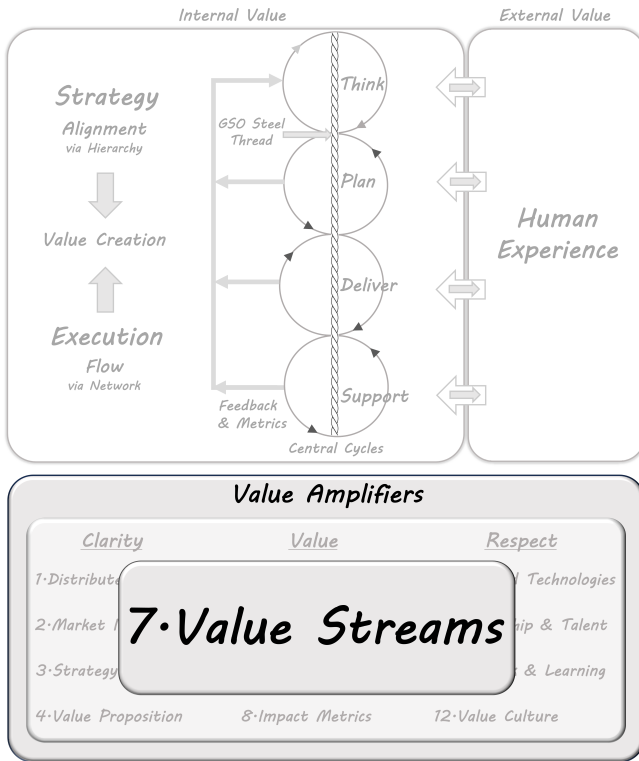 Internal Value
External Value
Strategy
Alignment
via Hierarchy
Value Creation
Execution
Flow
via Network
GSO Steel
Thread
Think
Plan
Deliver
Support
Feedback
& Metrics
Central Cycles
Human
Experience
Value Amplifiers
Clarity Value Respect
1·Technologies
2·Market & Talent
7·Value Streams
3·Strategy & Learning
4·Value Proposition 8·Impact Metrics 12·Value Culture